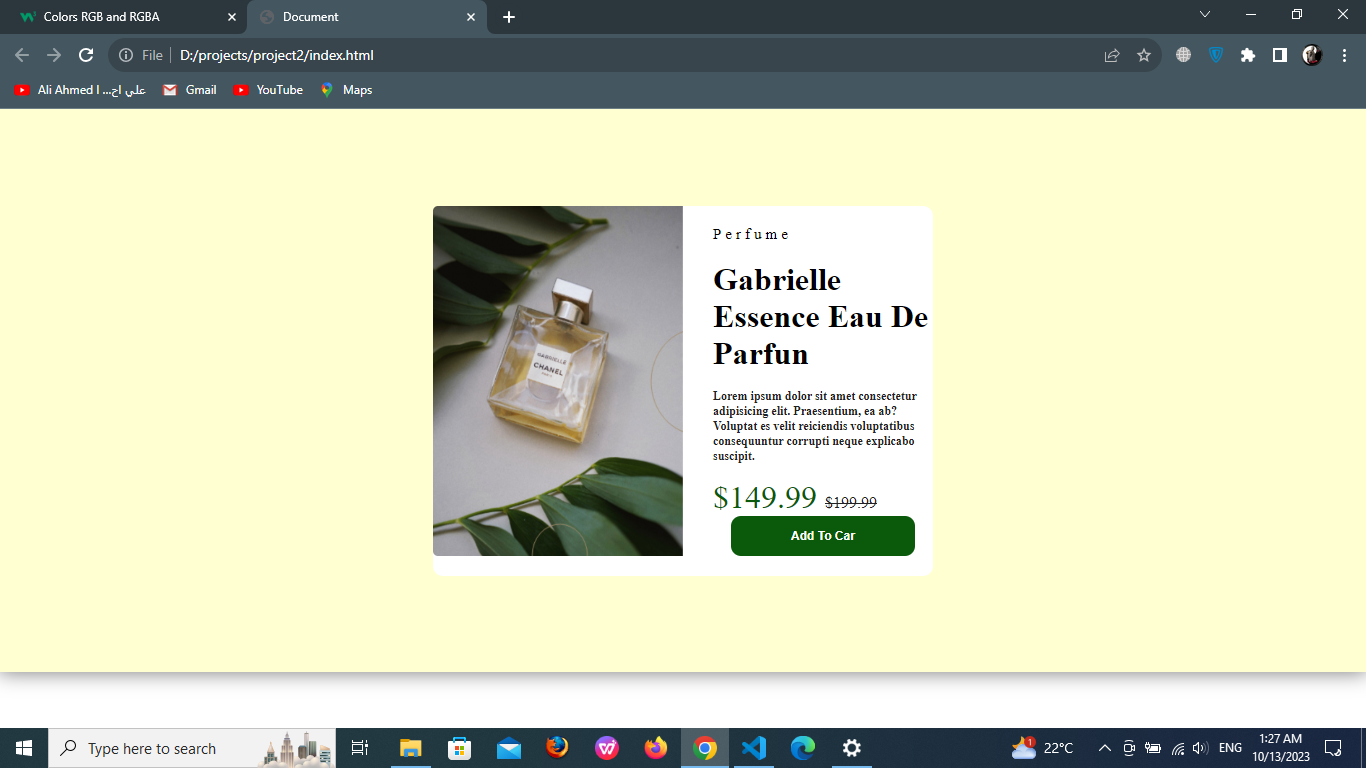 Colors RGB and RGBA
Document
File
D:/projects/project2/index.html
Ali Ahmed I علي اح...
Gmail
YouTube
Maps
Perfume
Gabrielle
Essence Eau De
Parfun
GABRIELLE
CHANEL
PARIS
Lorem ipsum dolor sit amet consectetur
adipisicing elit. Praesentium, ea ab?
Voluptat es velit reiciendis voluptatibus
consequuntur corrupti neque explicabo
suscipit.
$149.99 $199.99
Add To Car
Type here to search
1
22°C
ENG
1:27 AM
10/13/2023